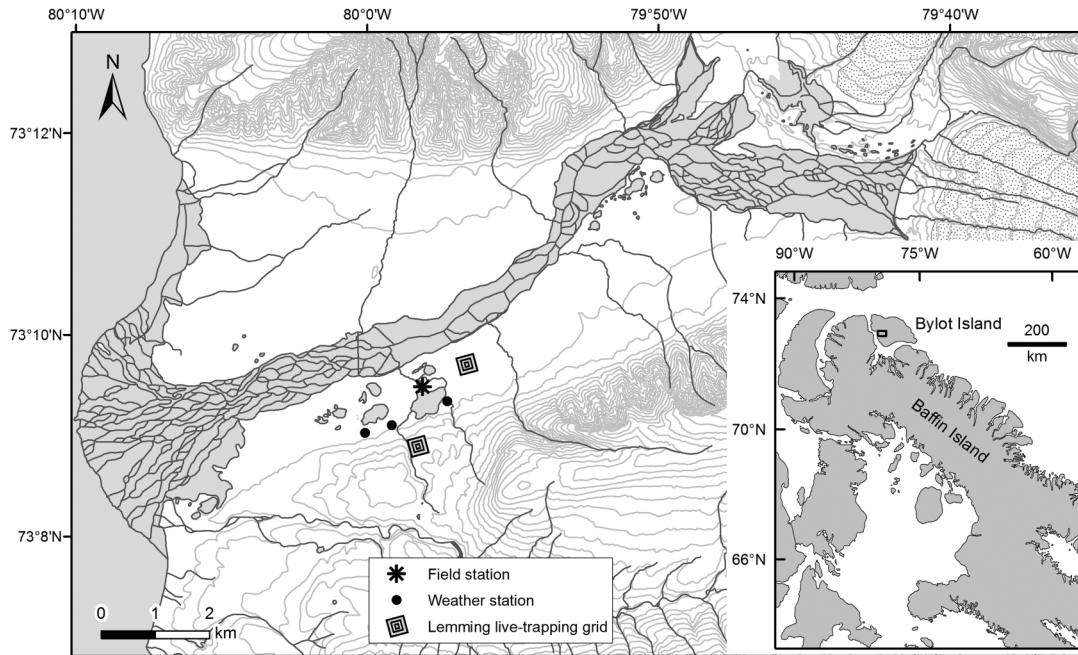 80°10'W 80°00'W 79°50'W 79°40'W
N
73°12'N
73°10'N
73°8'N
90°W 75°W 60°W
74°N
70°N
66°N
Bylot Island
200
km
Baffin Island
Field station
Weather station
Lemming live-trapping grid
0 1 2
km